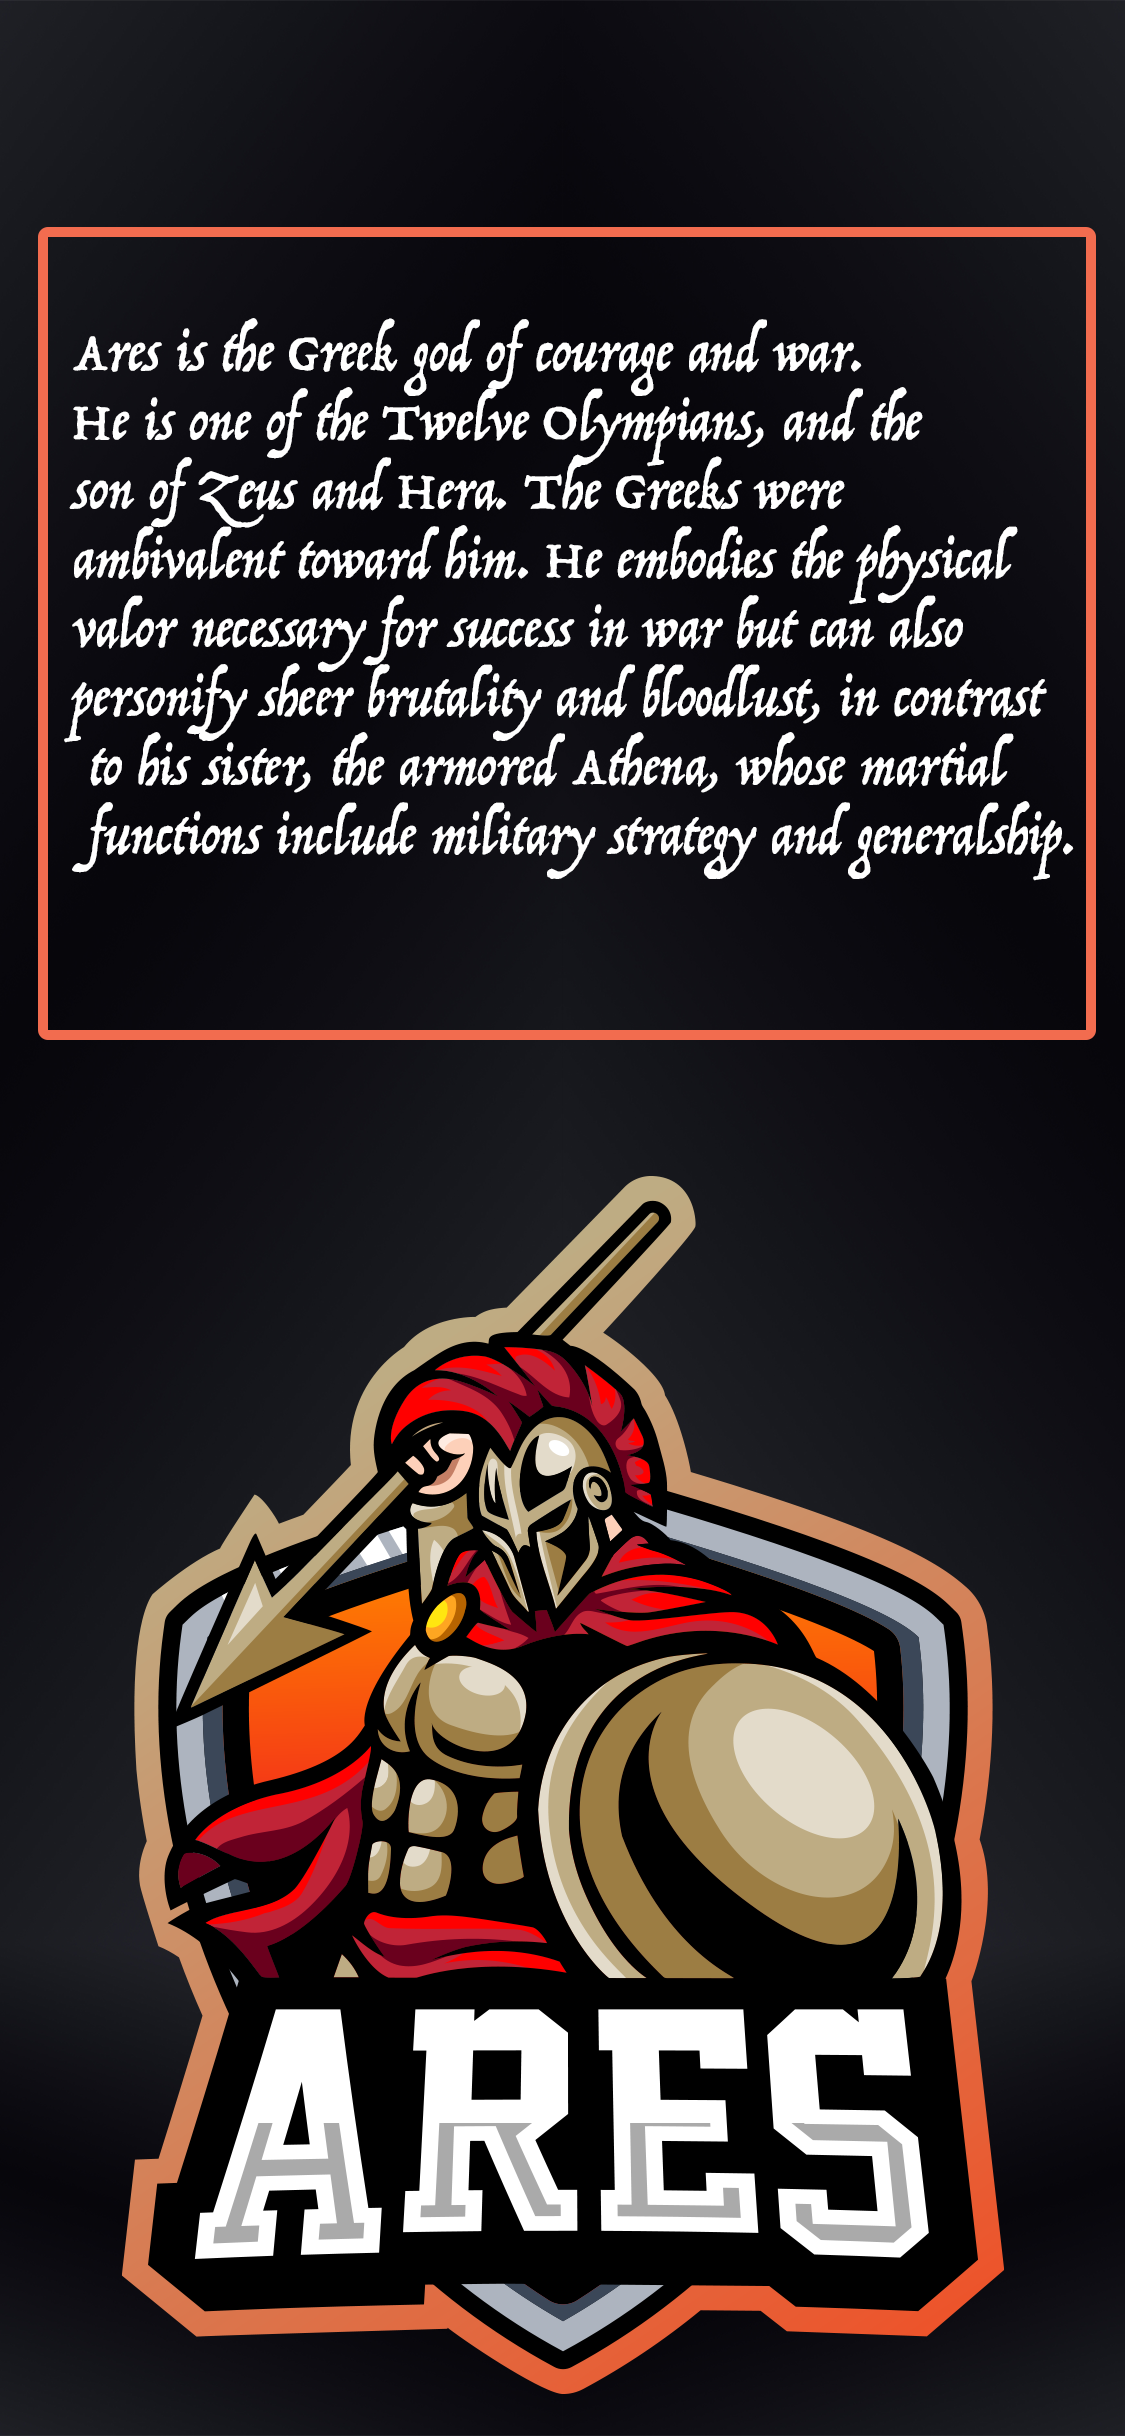 Ares is the Greek god of courage and war.
He is one of the Twelve Olympians, and the
son of Zeus and Hera. The Greeks were
ambivalent toward him. He embodies the physical
valor necessary for success in war but can also
personify sheer brutality and bloodlust, in contrast
to his sister, the armored Athena, whose martial
functions include military strategy and generalship.
ARES